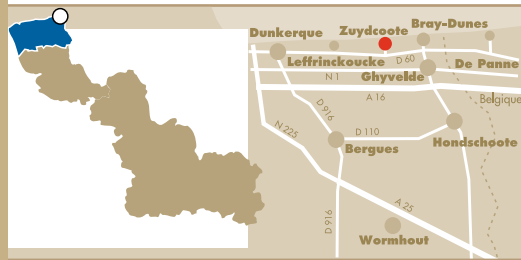 Dunkerque
Zuydcoote
Bray-Dunes
Leffrinckoucke
D 60
De Panne
N 1
Ghyvelde
A 16
Belgique
D 916
N 225
D 110
Hondschoote
Bergues
A 25
D 916
Wormhout